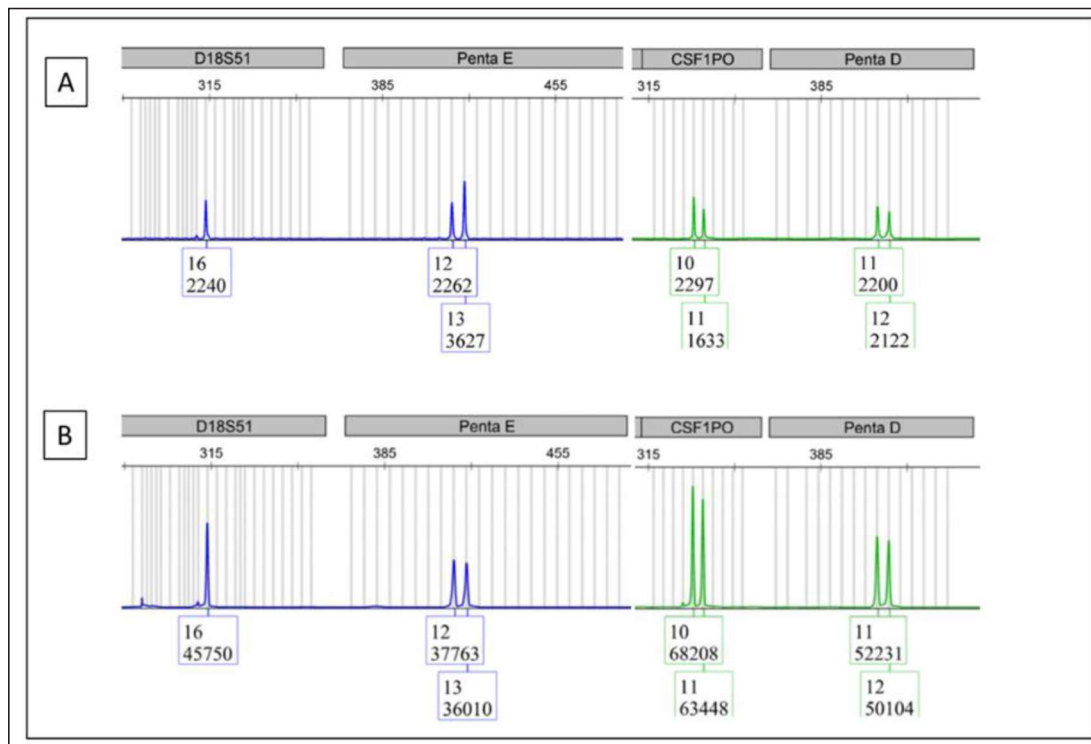 A
D18S51 Penta E CSF1PO Penta D
315 385 455 315 385
16 12 10 11
2240 2262 2297 2200
13 11 12
3627 1633 2122
B
D18S51 Penta E CSF1PO Penta D
315 385 455 315 385
16 12 10 11
45750 37763 68208 52231
13 11 12
36010 63448 50104